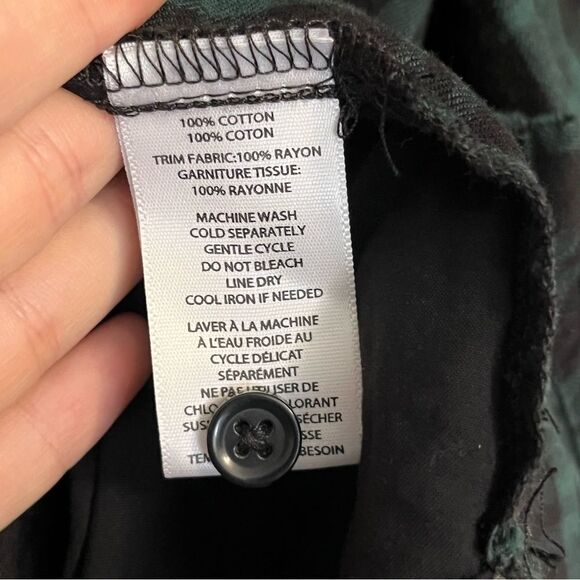 100% COTTON
100% COTON
TRIM FABRIC:100% RAYON
GARNITURE TISSUE:
100% RAYONNE
MACHINE WASH
COLD SEPARATELY
GENTLE CYCLE
DO NOT BLEACH
LINE DRY
COOL IRON IF NEEDED
LAVER À LA MACHINE
À L'EAU FROIDE AU
CYCLE DÉLICAT
SÉPARÉMENT
NE DE
SÉCHER
BESOIN